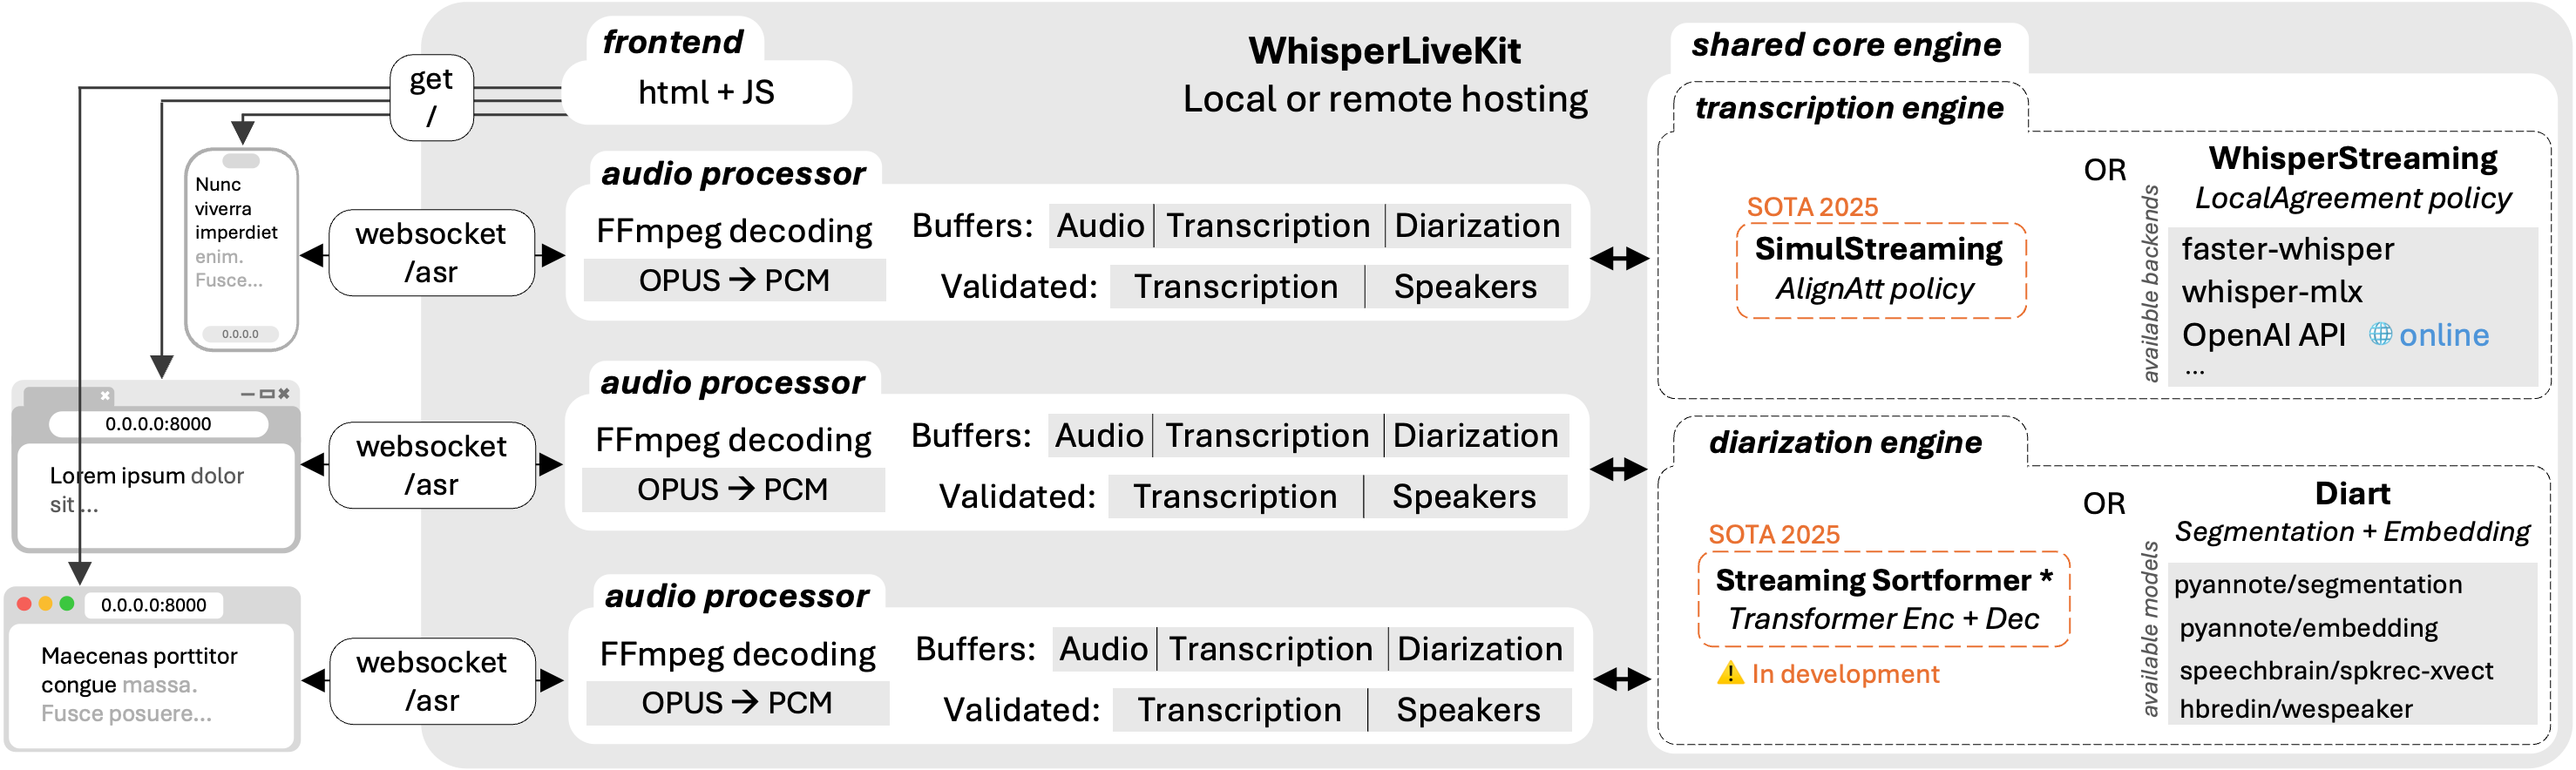 frontend
html + JS
get
/
WhisperLiveKit
Local or remote hosting
Nunc
viverra
imperdiet
enim.
Fusce...
0.0.0.0
websocket
/asr
audio processor
FFmpeg decoding
OPUS → PCM
Buffers: Audio Transcription Diarization
Validated: Transcription Speakers
0.0.0.0:8000
Lorem ipsum dolor
sit ...
websocket
/asr
audio processor
FFmpeg decoding
OPUS → PCM
Buffers: Audio Transcription Diarization
Validated: Transcription Speakers
0.0.0.0:8000
Maecenas porttitor
congue massa.
Fusce posuere...
websocket
/asr
audio processor
FFmpeg decoding
OPUS → PCM
Buffers: Audio Transcription Diarization
Validated: Transcription Speakers
shared core engine
transcription engine
SOTA 2025
SimulStreaming
AlignAtt policy
OR
WhisperStreaming
LocalAgreement policy
available backends
faster-whisper
whisper-mlx
OpenAI API 🌐 online
...
diarization engine
SOTA 2025
Streaming Sortformer *
Transformer Enc + Dec
⚠️ In development
OR
Diart
Segmentation + Embedding
available models
pyannote/segmentation
pyannote/embedding
speechbrain/spkrec-xvect
hbredin/wespeaker